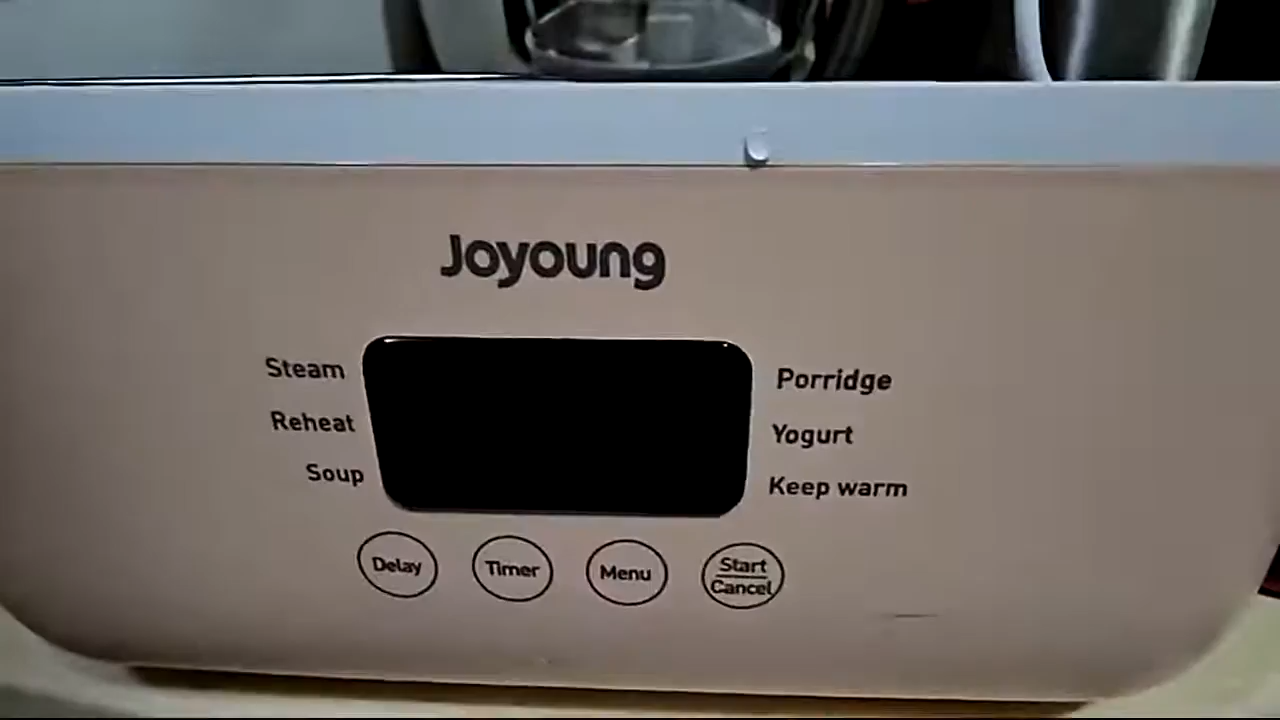 Joyoung
Steam
Reheat
Soup
Porridge
Yogurt
Keep warm
Delay
Timer
Menu
Start
Cancel